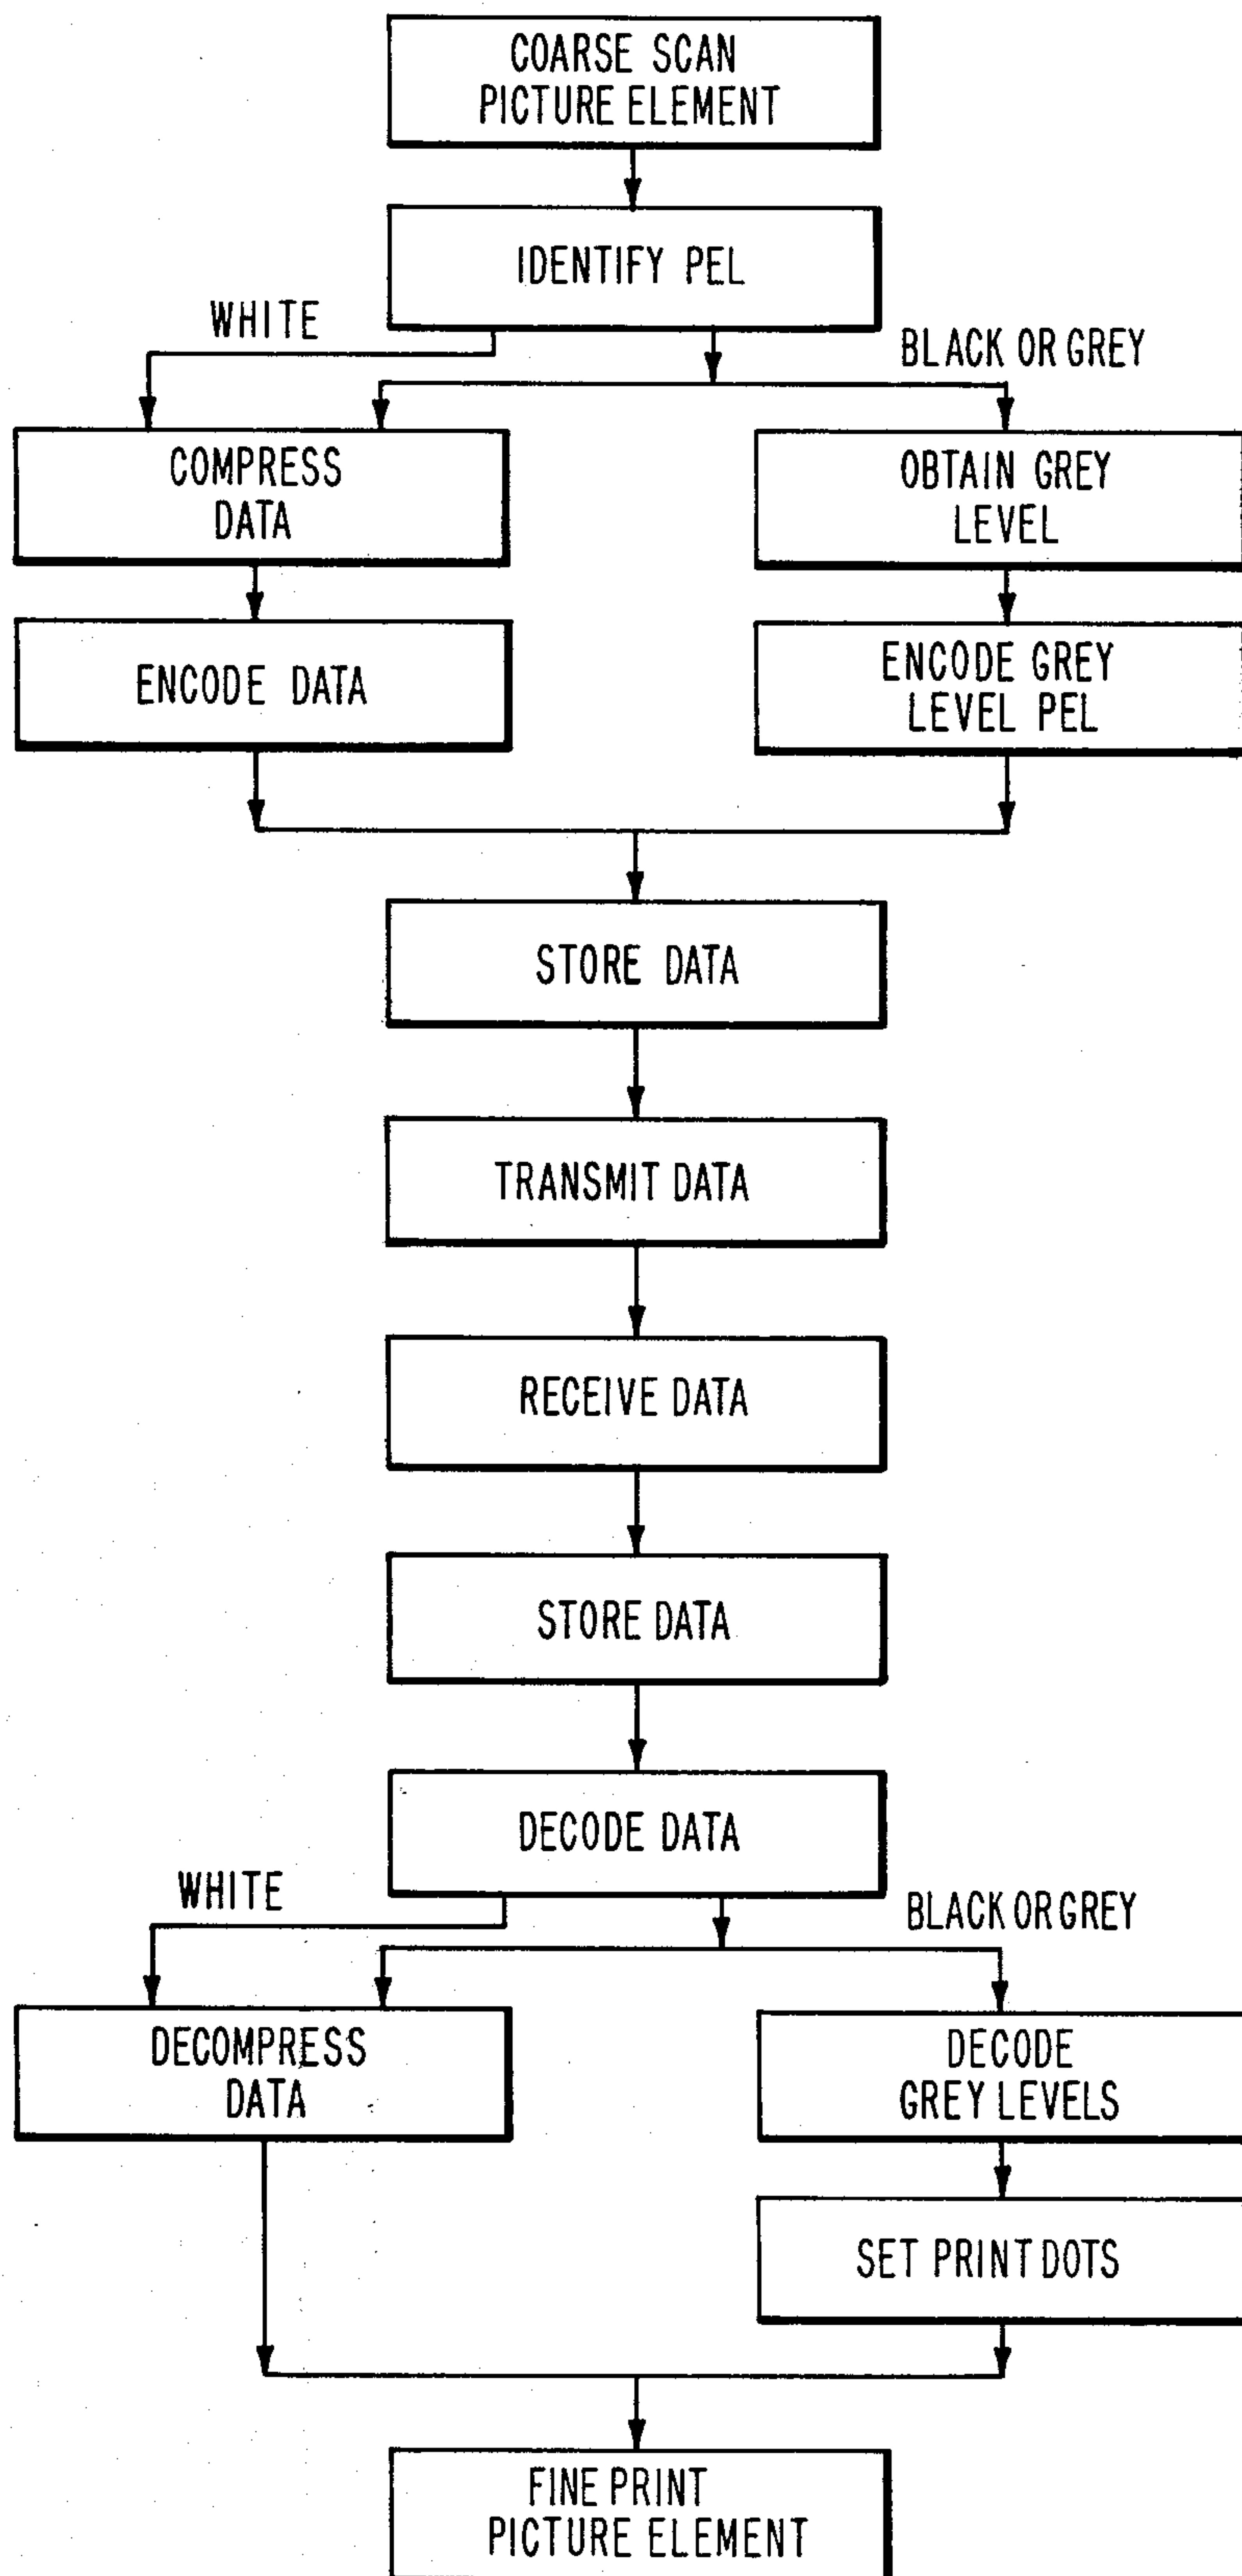 COARSE SCAN
PICTURE ELEMENT
IDENTIFY PEL
WHITE
BLACK OR GREY
COMPRESS
DATA
OBTAIN GREY
LEVEL
ENCODE DATA
ENCODE GREY
LEVEL PEL
STORE DATA
TRANSMIT DATA
RECEIVE DATA
STORE DATA
DECODE DATA
WHITE
BLACK OR GREY
DECOMPRESS
DATA
DECODE
GREY LEVELS
SET PRINT DOTS
FINE PRINT
PICTURE ELEMENT